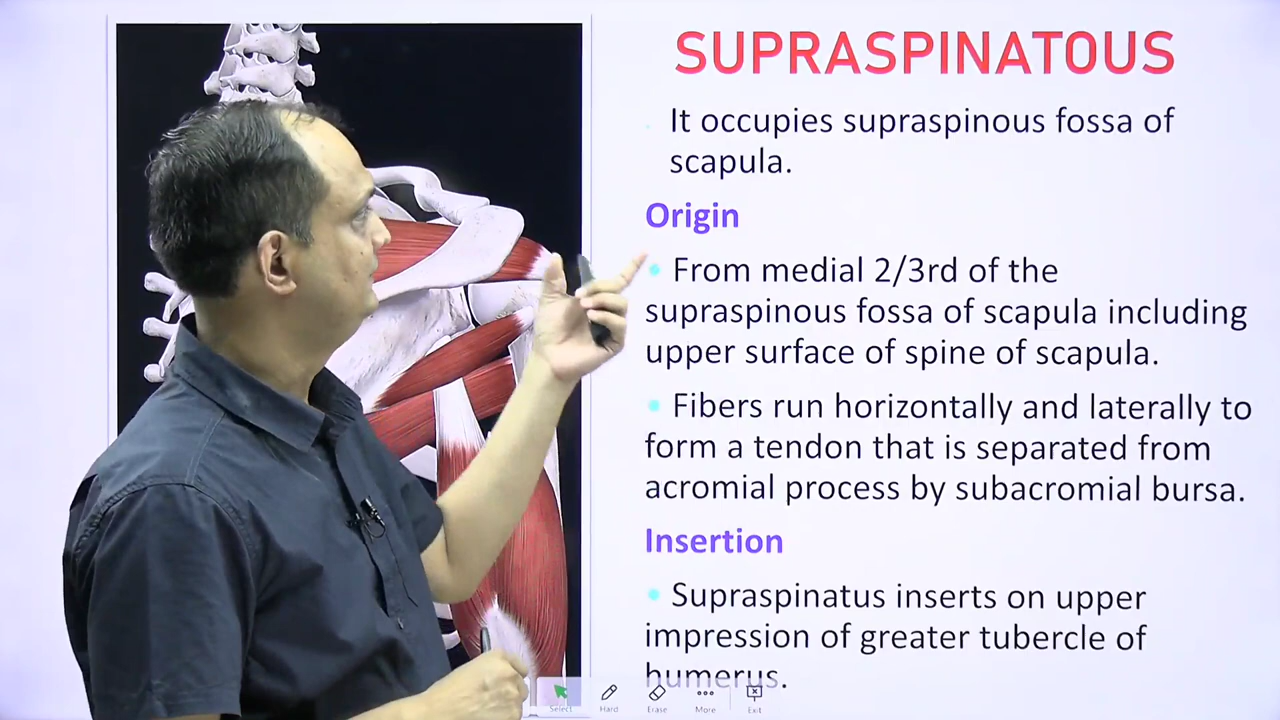 SUPRASPINATOUS
It occupies supraspinous fossa of
scapula.
Origin
• From medial 2/3rd of the
supraspinous fossa of scapula including
upper surface of spine of scapula.
• Fibers run horizontally and laterally to
form a tendon that is separated from
acromial process by subacromial bursa.
Insertion
• Supraspinatus inserts on upper
impression of greater tubercle of
humerus.
Select Hard Erase More Exit